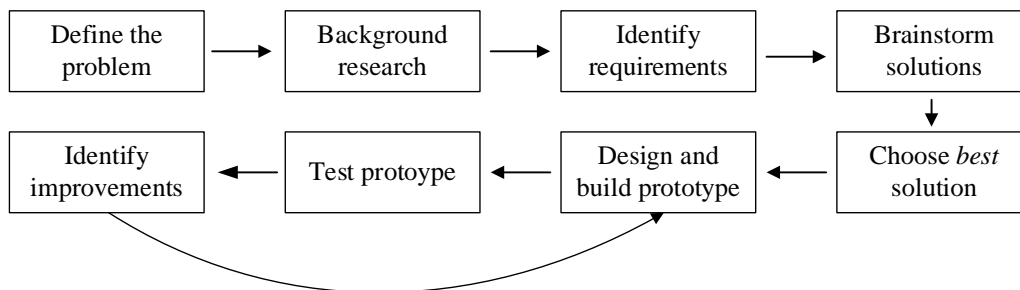 Define the
problem
Background
research
Identify
requirements
Brainstorm
solutions
Choose best
solution
Design and
build prototype
Test protoype
Identify
improvements